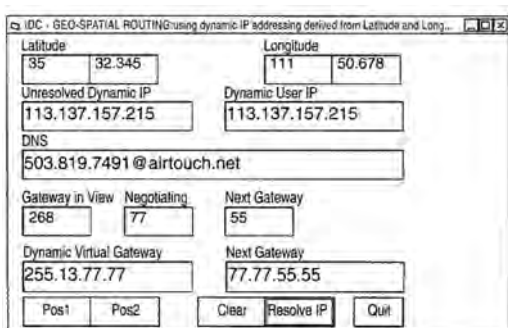 IDC - GEO-SPATIAL ROUTING using dynamic IP addressing derived from Latitude and Long...
Latitude Longitude
35 32.345 111 50.678
Unresolved Dynamic IP Dynamic User IP
113.137.157.215 113.137.157.215
DNS
503.819.7491@airtouch.net
Gateway in View Negotiating Next Gateway
268 77 55
Dynamic Virtual Gateway Next Gateway
255.13.77.77 77.77.55.55
Pos1 Pos2 Clear Resolve IP Quit